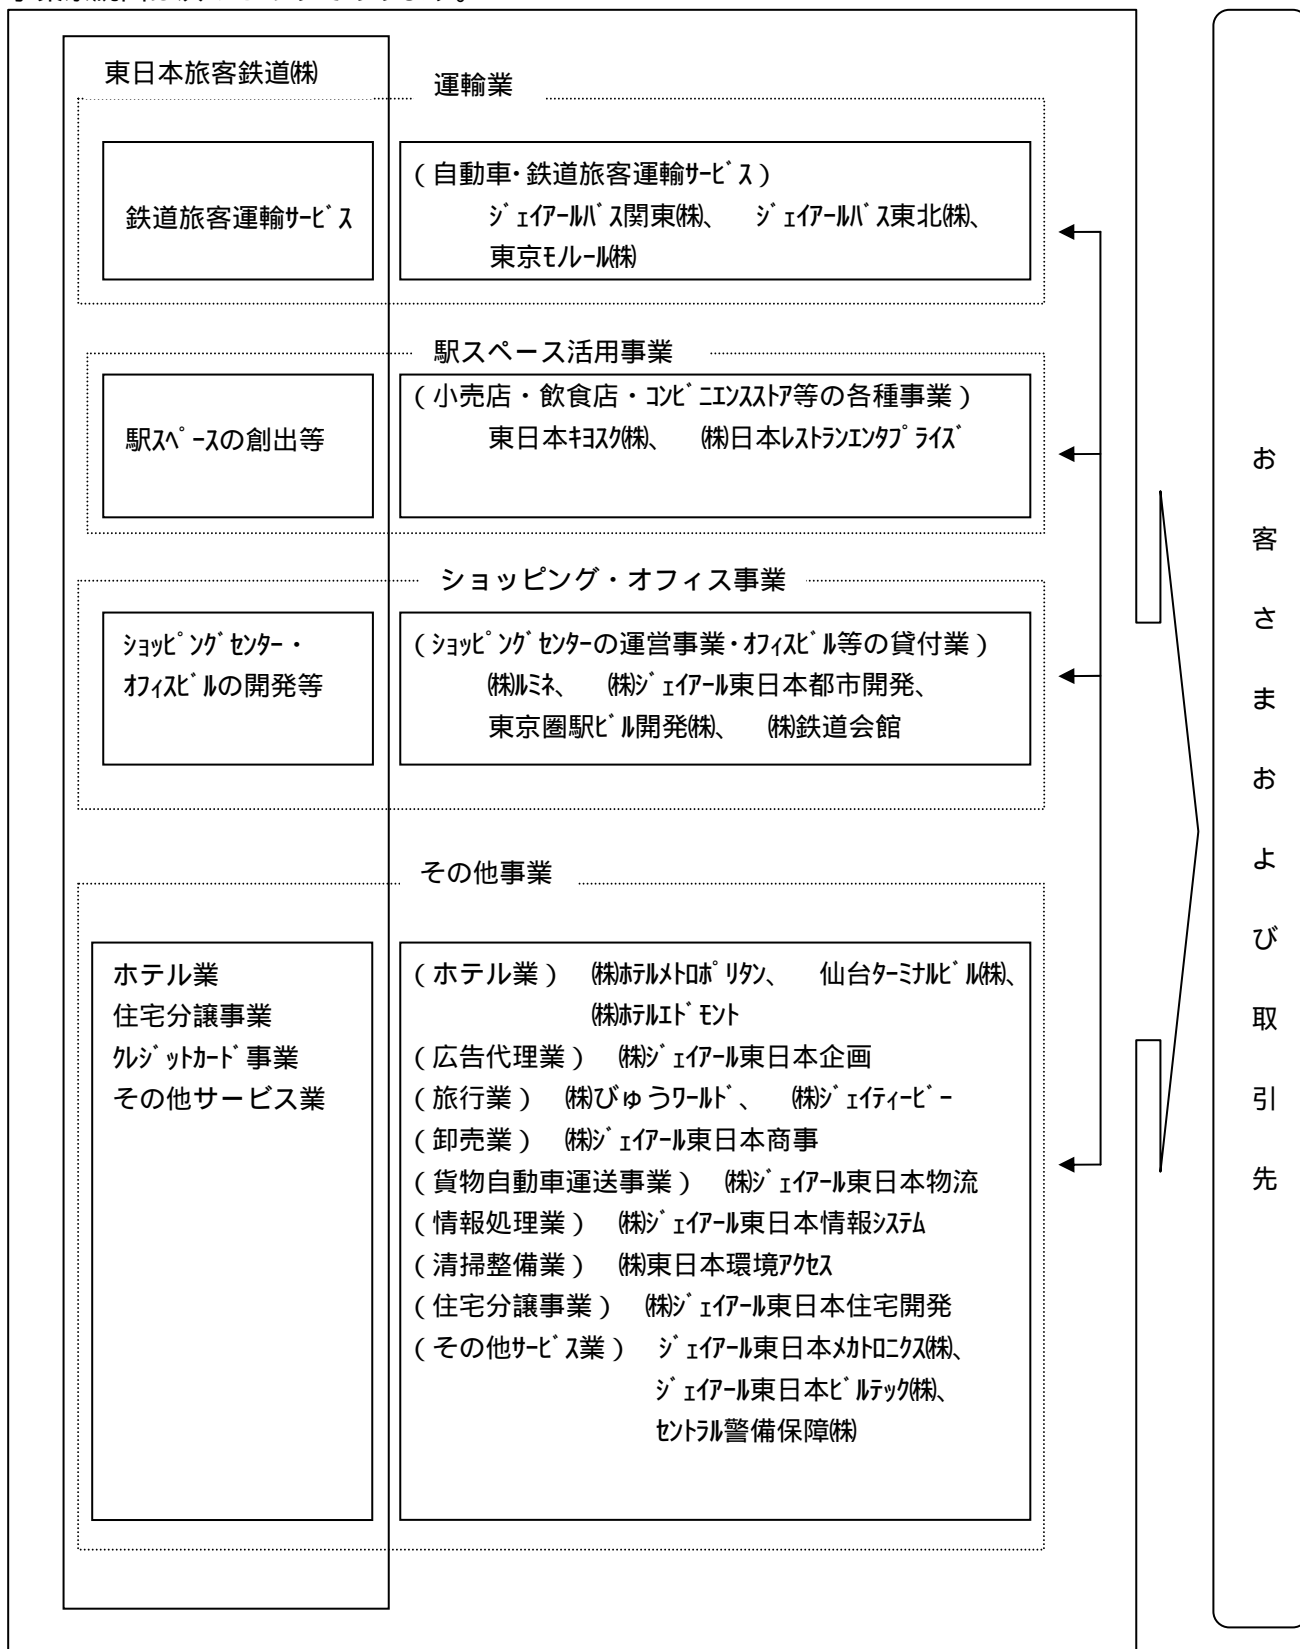 東日本旅客鉄道㈱
運輸業
鉄道旅客運輸ｻｰﾋﾞｽ
（自動車･鉄道旅客運輸ｻｰﾋﾞｽ）
ｼﾞｪｲｱｰﾙﾊﾞｽ関東㈱、　ｼﾞｪｲｱｰﾙﾊﾞｽ東北㈱、
東京ﾓﾉﾚｰﾙ㈱
駅スペース活用事業
駅ｽﾍﾟｰｽの創出等
（小売店・飲食店・ｺﾝﾋﾞﾆｴﾝｽｽﾄｱ等の各種事業）
東日本ｷﾖｽｸ㈱、　㈱日本ﾚｽﾄﾗﾝｴﾝﾀﾌﾟﾗｲｽﾞ
ショッピング・オフィス事業
ｼｮｯﾋﾟﾝｸﾞｾﾝﾀｰ・
ｵﾌｨｽﾋﾞﾙの開発等
（ｼｮｯﾋﾟﾝｸﾞｾﾝﾀｰの運営事業･ｵﾌｨｽﾋﾞﾙ等の貸付業）
㈱ﾙﾐﾈ、　㈱ｼﾞｪｲｱｰﾙ東日本都市開発、
東京圏駅ﾋﾞﾙ開発㈱、　㈱鉄道会館
その他事業
ホテル業
住宅分譲事業
ｸﾚｼﾞｯﾄｶｰﾄﾞ事業
その他サービス業
（ホテル業）　㈱ﾎﾃﾙﾒﾄﾛﾎﾟﾘﾀﾝ、　仙台ﾀｰﾐﾅﾙﾋﾞﾙ㈱、
㈱ﾎﾃﾙｴﾄﾞﾓﾝﾄ
（広告代理業）　㈱ｼﾞｪｲｱｰﾙ東日本企画
（旅行業）　㈱びゅうﾜｰﾙﾄﾞ、　㈱ｼﾞｪｲﾃｨｰﾋﾞｰ
（卸売業）　㈱ｼﾞｪｲｱｰﾙ東日本商事
（貨物自動車運送事業）　㈱ｼﾞｪｲｱｰﾙ東日本物流
（情報処理業）　㈱ｼﾞｪｲｱｰﾙ東日本情報ｼｽﾃﾑ
（清掃整備業）　㈱東日本環境ｱｸｾｽ
（住宅分譲事業）　㈱ｼﾞｪｲｱｰﾙ東日本住宅開発
（その他ｻｰﾋﾞｽ業）　ｼﾞｪｲｱｰﾙ東日本ﾒｶﾄﾛﾆｸｽ㈱、
ｼﾞｪｲｱｰﾙ東日本ﾋﾞﾙﾃｯｸ㈱、
ｾﾝﾄﾗﾙ警備保障㈱
お客さまおよび取引先